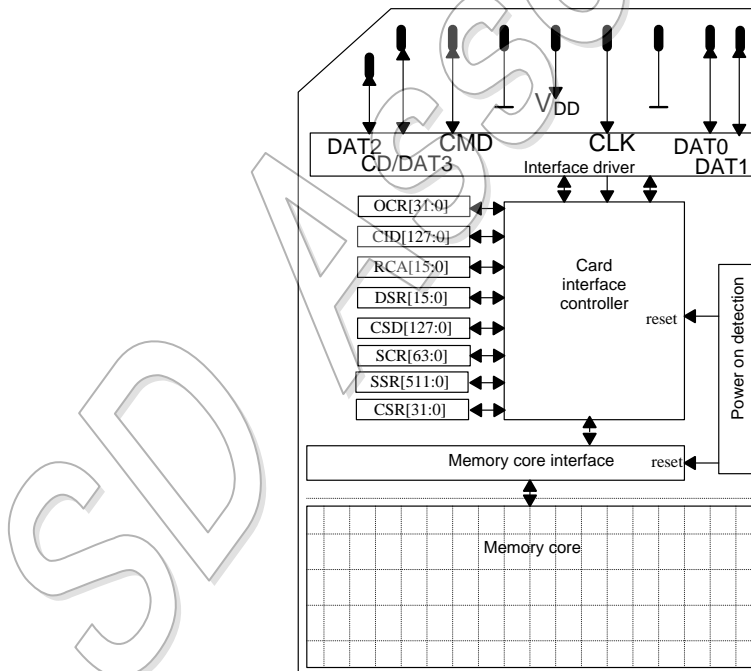 VDD
DAT2 CMD CLK DAT0
CD/DAT3 Interface driver DAT1
OCR[31:0]
CID[127:0]
RCA[15:0]
DSR[15:0]
CSD[127:0]
SCR[63:0]
SSR[511:0]
CSR[31:0]
Card
interface
controller
reset
Power on detection
Memory core interface reset
Memory core
SD Asso